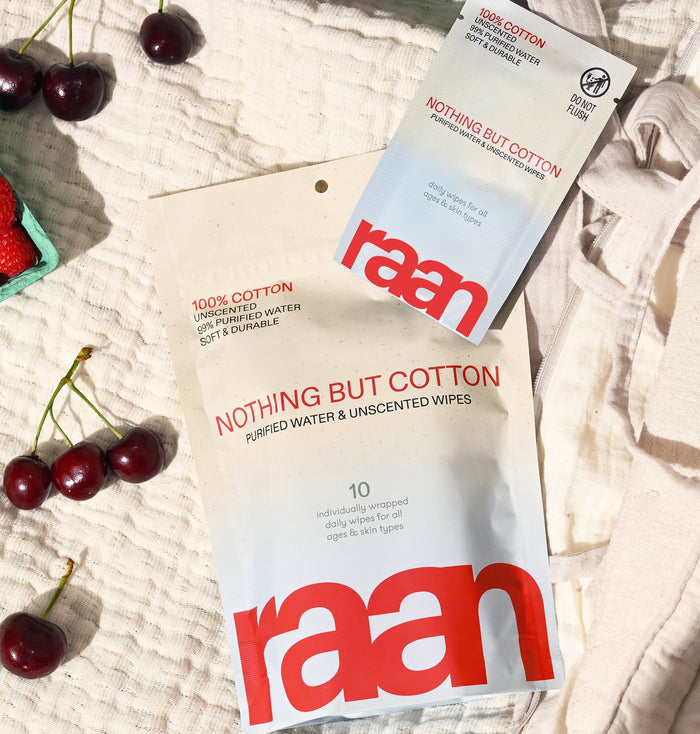 100% COTTON
UNSCENTED
99% PURIFIED WATER
SOFT & DURABLE
DO NOT
FLUSH
NOTHING BUT COTTON
PURIFIED WATER & UNSCENTED WIPES
daily wipes for all
ages & skin types
raan
100% COTTON
UNSCENTED
99% PURIFIED WATER
SOFT & DURABLE
NOTHING BUT COTTON
PURIFIED WATER & UNSCENTED WIPES
10
individually wrapped
daily wipes for all
ages & skin types
raan